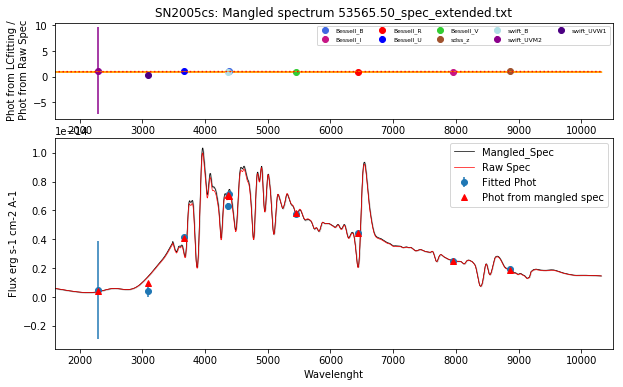 SN2005cs: Mangled spectrum 53565.50_spec_extended.txt
Phot from LCfitting /
Phot from Raw Spec
10
5
0
−5
Bessell_B
Bessell_I
Bessell_R
Bessell_U
Bessell_V
sdss_z
swift_B
swift_UVM2
swift_UVW1
2000 3000 4000 5000 6000 7000 8000 9000 10000
1e−14
Flux erg s-1 cm-2 A-1
1.0
0.8
0.6
0.4
0.2
0.0
−0.2
Mangled_Spec
Raw Spec
Fitted Phot
Phot from mangled spec
2000 3000 4000 5000 6000 7000 8000 9000 10000
Wavelenght